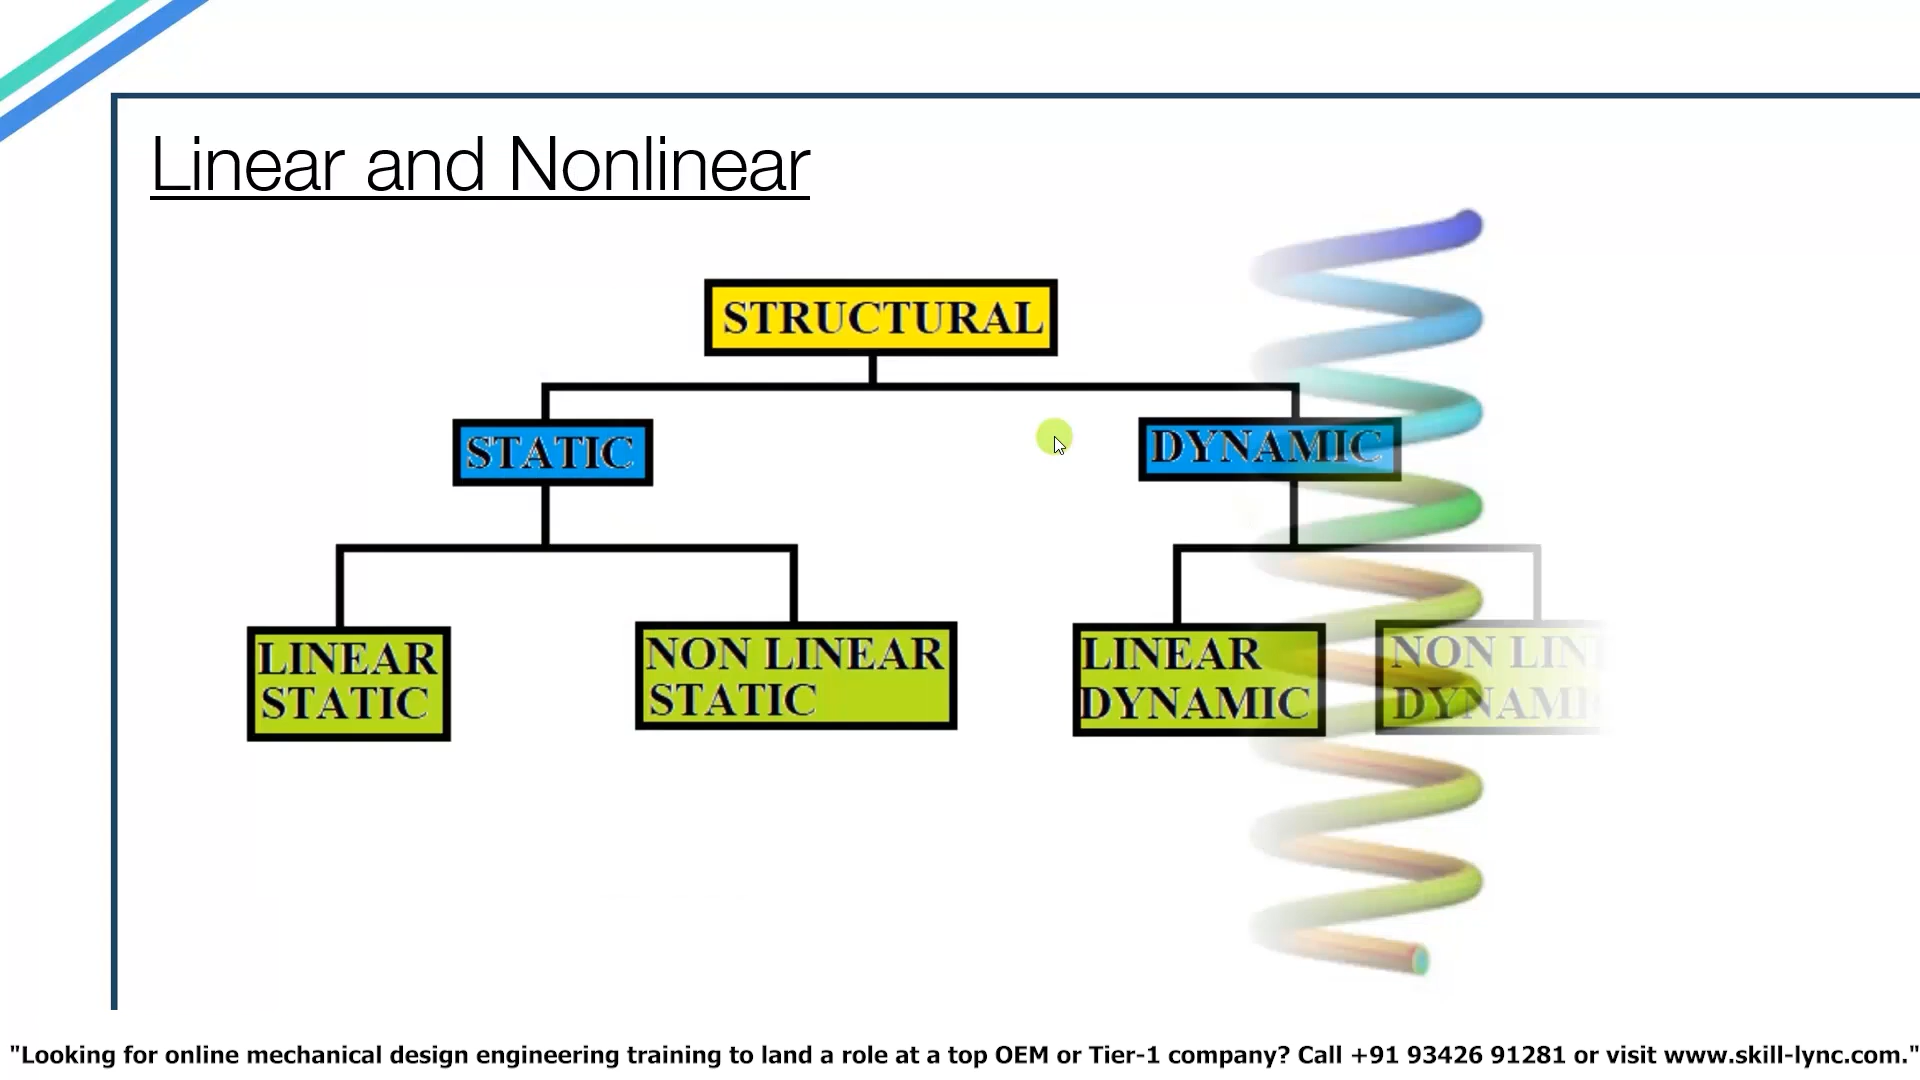 Linear and Nonlinear
STRUCTURAL
STATIC
DYNAMIC
LINEAR
STATIC
NON LINEAR
STATIC
LINEAR
DYNAMIC
NON
"Looking for online mechanical design engineering training to land a role at a top OEM or Tier-1 company? Call +91 93426 91281 or visit www.skill-lync.com."